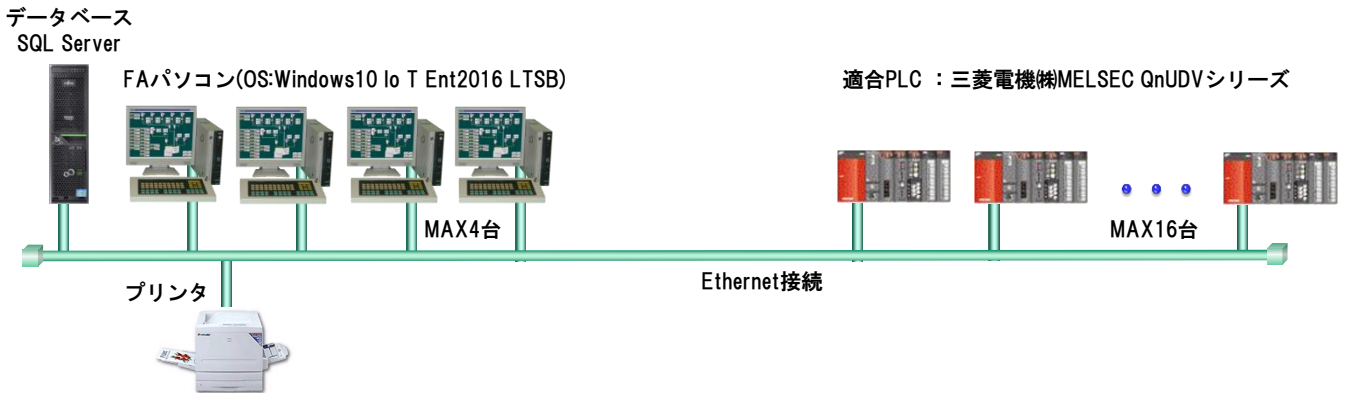 データベース
SQL Server
FAパソコン(OS:Windows10 Io T Ent2016 LTSB)
適合PLC ：三菱電機㈱MELSEC QnUDVシリーズ
MAX4台
MAX16台
Ethernet接続
プリンタ